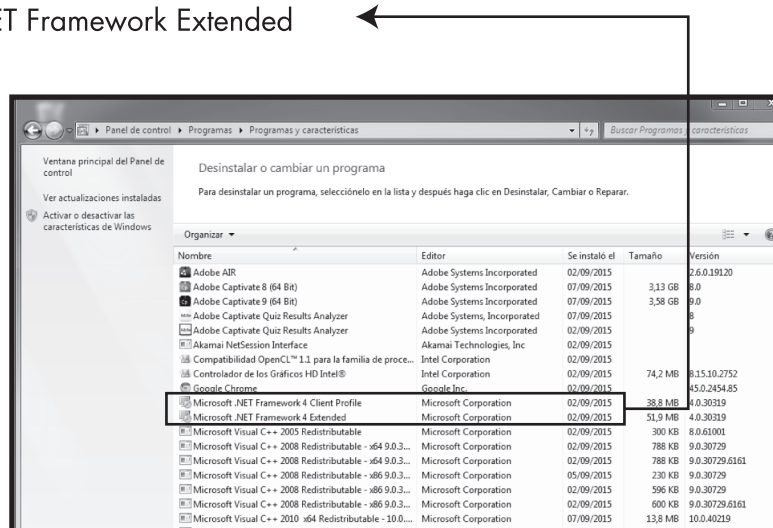 ET Framework Extended
Panel de control ▸ Programas ▸ Programas y características
Buscar Programas y características
Ventana principal del Panel de control
Ver actualizaciones instaladas
Activar o desactivar las características de Windows
Desinstalar o cambiar un programa
Para desinstalar un programa, selecciónelo en la lista y después haga clic en Desinstalar, Cambiar o Reparar.
Organizar
Nombre Editor Se instaló el Tamaño Versión
Adobe AIR Adobe Systems Incorporated 02/09/2015 2.6.0.19120
Adobe Captivate 8 (64 Bit) Adobe Systems Incorporated 07/09/2015 3,13 GB 8.0
Adobe Captivate 9 (64 Bit) Adobe Systems Incorporated 07/09/2015 3,58 GB 9.0
Adobe Captivate Quiz Results Analyzer Adobe Systems, Incorporated 07/09/2015 8
Adobe Captivate Quiz Results Analyzer Adobe Systems Incorporated 02/09/2015 9
Akamai NetSession Interface Akamai Technologies, Inc 02/09/2015
Compatibilidad OpenCL™ 1.1 para la familia de proce... Intel Corporation 02/09/2015
Controlador de los Gráficos HD Intel® Intel Corporation 02/09/2015 74,2 MB 8.15.10.2752
Google Chrome Google Inc. 02/09/2015 45.0.2454.85
Microsoft .NET Framework 4 Client Profile Microsoft Corporation 02/09/2015 38,8 MB 4.0.30319
Microsoft .NET Framework 4 Extended Microsoft Corporation 02/09/2015 51,9 MB 4.0.30319
Microsoft Visual C++ 2005 Redistributable Microsoft Corporation 02/09/2015 300 KB 8.0.61001
Microsoft Visual C++ 2008 Redistributable - x64 9.0.3... Microsoft Corporation 02/09/2015 788 KB 9.0.30729
Microsoft Visual C++ 2008 Redistributable - x64 9.0.3... Microsoft Corporation 02/09/2015 788 KB 9.0.30729.6161
Microsoft Visual C++ 2008 Redistributable - x86 9.0.3... Microsoft Corporation 05/09/2015 230 KB 9.0.30729
Microsoft Visual C++ 2008 Redistributable - x86 9.0.3... Microsoft Corporation 02/09/2015 596 KB 9.0.30729
Microsoft Visual C++ 2008 Redistributable - x86 9.0.3... Microsoft Corporation 02/09/2015 600 KB 9.0.30729.6161
Microsoft Visual C++ 2010 x64 Redistributable - 10.0.... Microsoft Corporation 07/09/2015 13,8 MB 10.0.40219